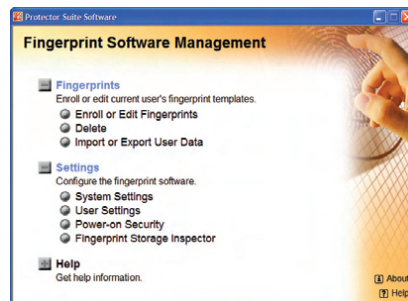 Protector Suite Software
Fingerprint Software Management
Fingerprints
Enroll or edit current user's fingerprint templates.
Enroll or Edit Fingerprints
Delete
Import or Export User Data
Settings
Configure the fingerprint software.
System Settings
User Settings
Power-on Security
Fingerprint Storage Inspector
Help
Get help information.
About
Help